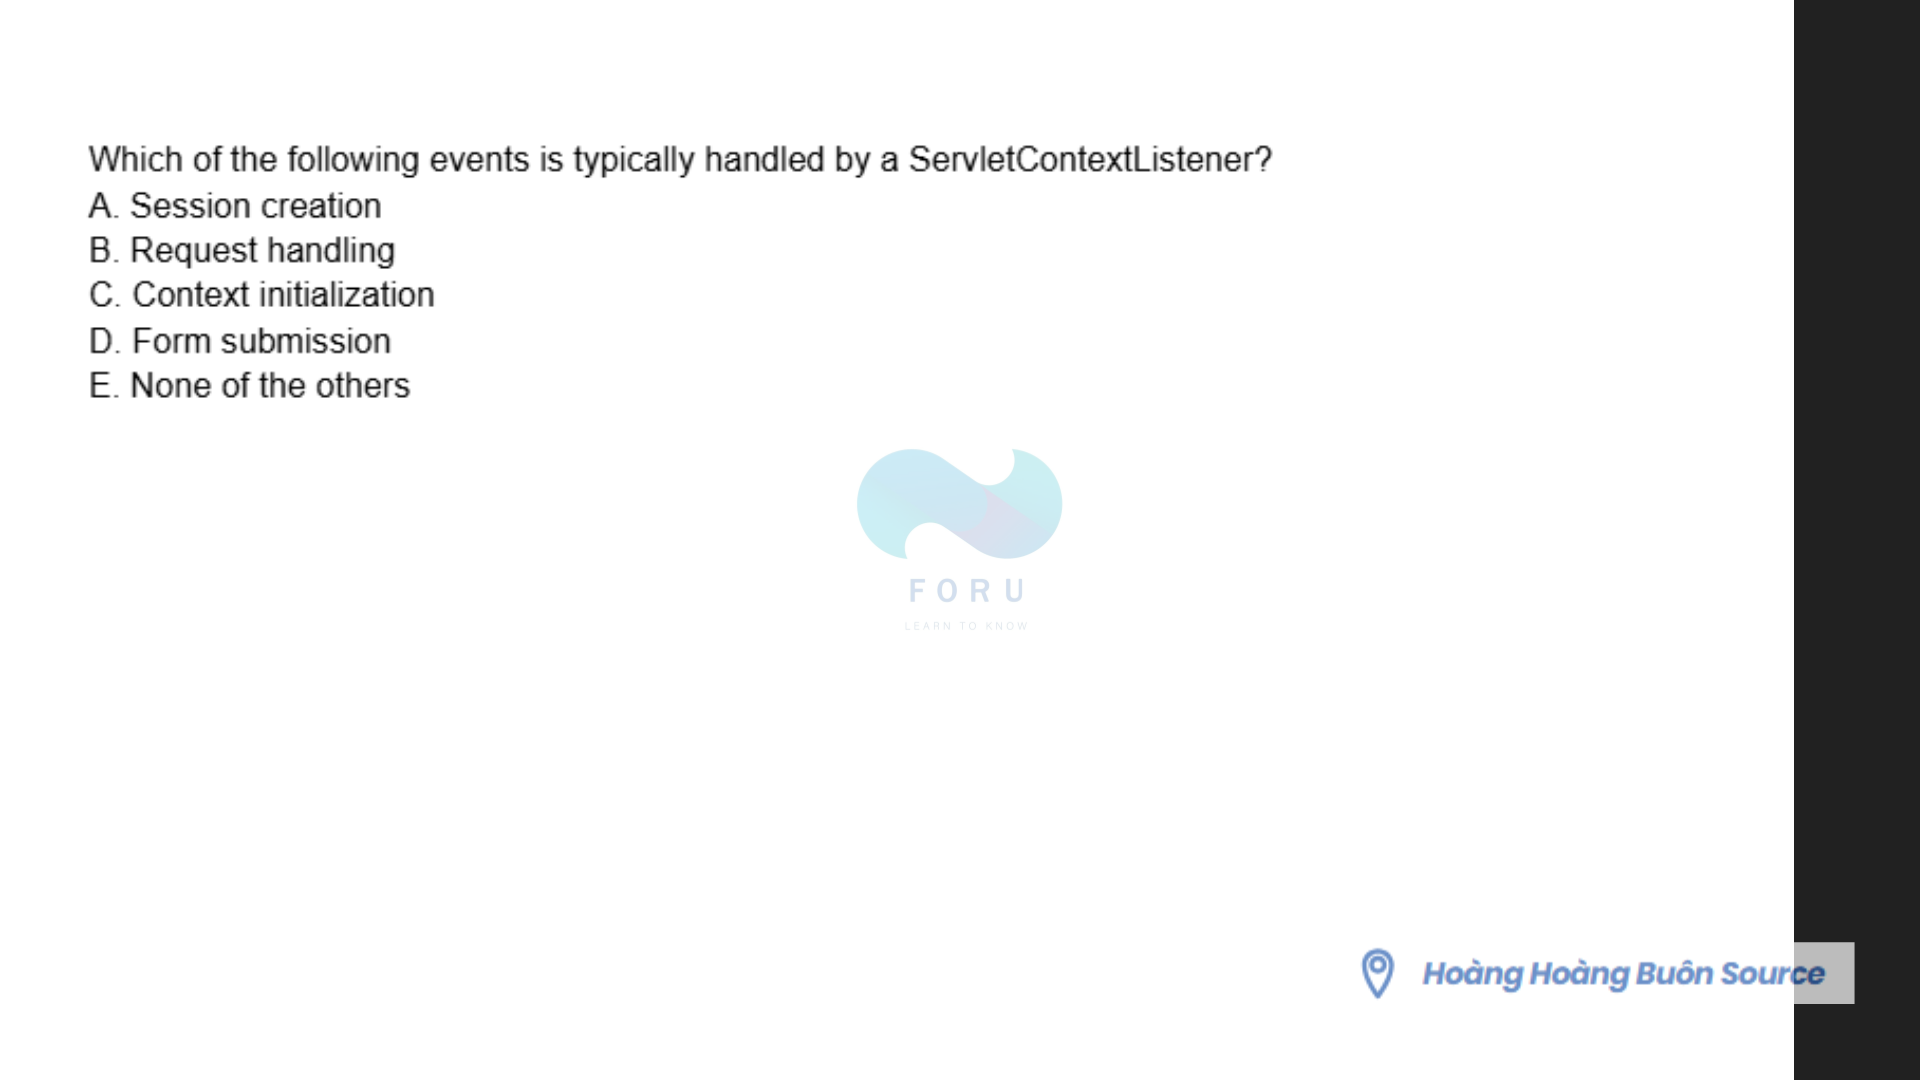 Which of the following events is typically handled by a ServletContextListener?
A. Session creation
B. Request handling
C. Context initialization
D. Form submission
E. None of the others
FORU
LEARN TO KNOW
Hoàng Hoàng Buôn Source